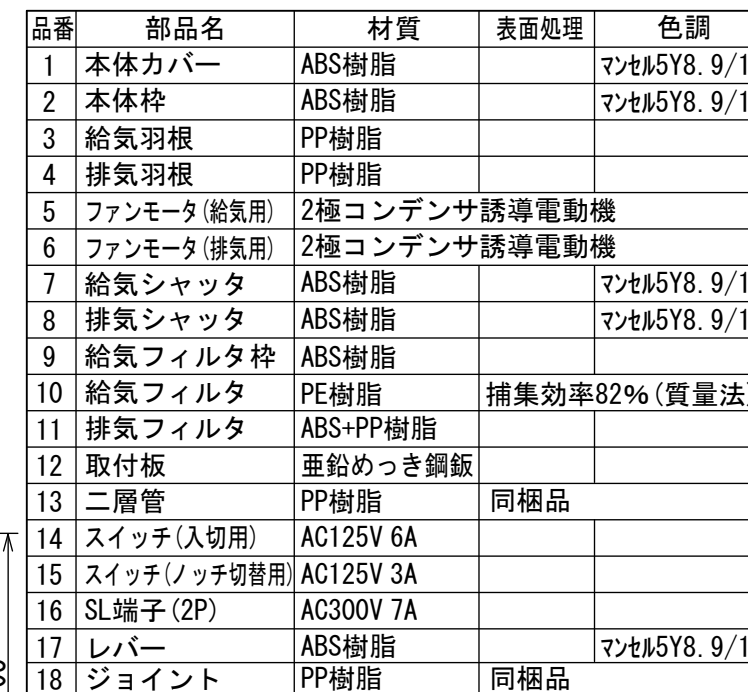 品番 部品名 材質 表面処理 色調
1 本体カバー ABS樹脂 マンセル5Y8.9/1
2 本体枠 ABS樹脂 マンセル5Y8.9/1
3 給気羽根 PP樹脂
4 排気羽根 PP樹脂
5 ファンモータ(給気用) 2極コンデンサ誘導電動機
6 ファンモータ(排気用) 2極コンデンサ誘導電動機
7 給気シャッタ ABS樹脂 マンセル5Y8.9/1
8 排気シャッタ ABS樹脂 マンセル5Y8.9/1
9 給気フィルタ枠 ABS樹脂
10 給気フィルタ PE樹脂 捕集効率82%(質量法)
11 排気フィルタ ABS+PP樹脂
12 取付板 亜鉛めっき鋼鈑
13 二層管 PP樹脂 同梱品
14 スイッチ(入切用) AC125V 6A
15 スイッチ(ノッチ切替用) AC125V 3A
16 SL端子(2P) AC300V 7A
17 レバー ABS樹脂 マンセル5Y8.9/1
18 ジョイント PP樹脂 同梱品